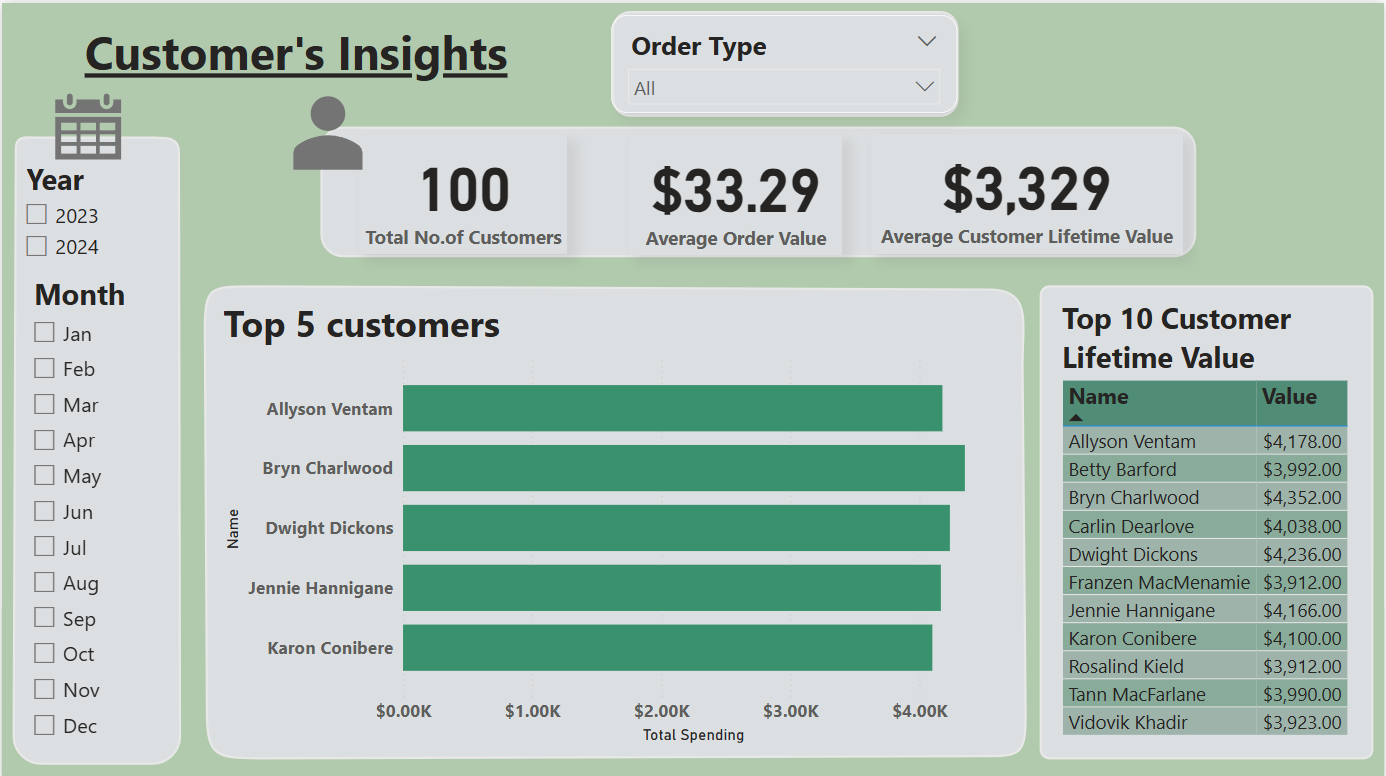 Customer's Insights
Order Type
All
Year
2023
2024
Month
Jan
Feb
Mar
Apr
May
Jun
Jul
Aug
Sep
Oct
Nov
Dec
100
Total No.of Customers
$33.29
Average Order Value
$3,329
Average Customer Lifetime Value
Top 5 customers
Name
Allyson Ventam
Bryn Charlwood
Dwight Dickons
Jennie Hannigane
Karon Conibere
$0.00K $1.00K $2.00K $3.00K $4.00K
Total Spending
Top 10 Customer
Lifetime Value
Name Value
Allyson Ventam $4,178.00
Betty Barford $3,992.00
Bryn Charlwood $4,352.00
Carlin Dearlove $4,038.00
Dwight Dickons $4,236.00
Franzen MacMenamie $3,912.00
Jennie Hannigane $4,166.00
Karon Conibere $4,100.00
Rosalind Kield $3,912.00
Tann MacFarlane $3,990.00
Vidovik Khadir $3,923.00